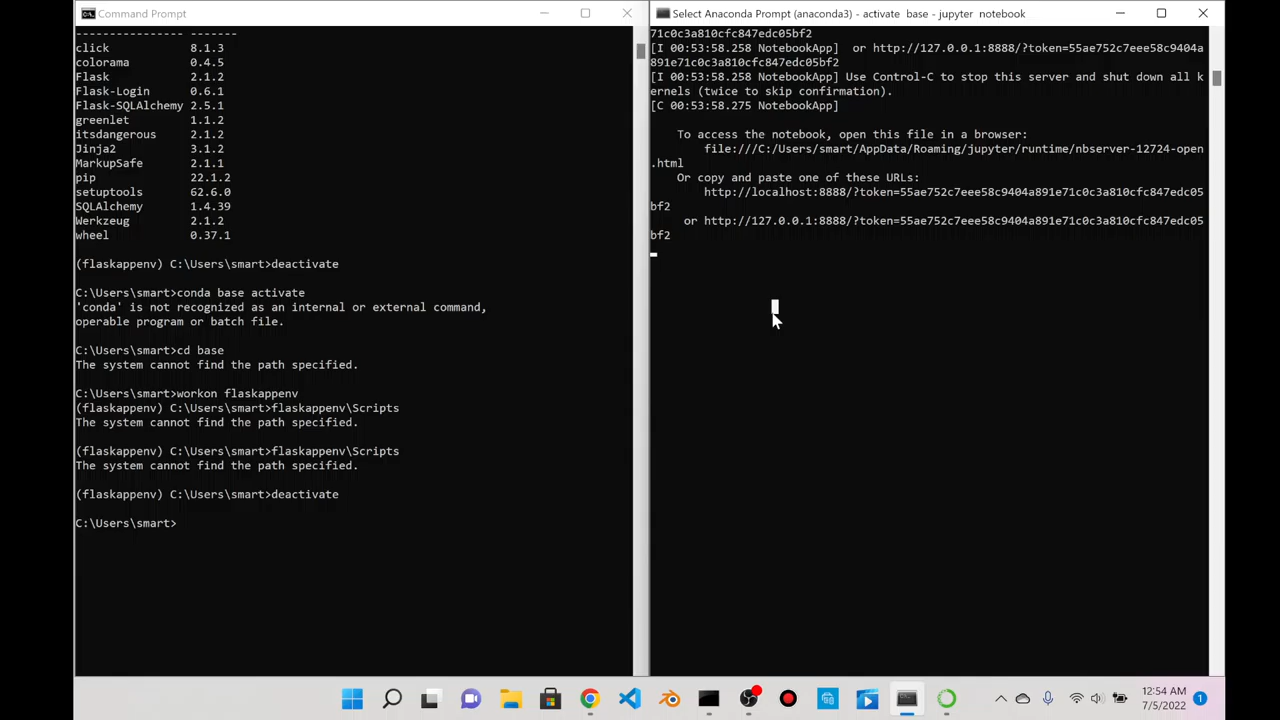 Command Prompt
--------------- -------
click 8.1.3
colorama 0.4.5
Flask 2.1.2
Flask-Login 0.6.1
Flask-SQLAlchemy 2.5.1
greenlet 1.1.2
itsdangerous 2.1.2
Jinja2 3.1.2
MarkupSafe 2.1.1
pip 22.1.2
setuptools 62.6.0
SQLAlchemy 1.4.39
Werkzeug 2.1.2
wheel 0.37.1
(flaskappenv) C:\Users\smart>deactivate
C:\Users\smart>conda base activate
'conda' is not recognized as an internal or external command,
operable program or batch file.
C:\Users\smart>cd base
The system cannot find the path specified.
C:\Users\smart>workon flaskappenv
(flaskappenv) C:\Users\smart>flaskappenv\Scripts
The system cannot find the path specified.
(flaskappenv) C:\Users\smart>flaskappenv\Scripts
The system cannot find the path specified.
(flaskappenv) C:\Users\smart>deactivate
C:\Users\smart>
Select Anaconda Prompt (anaconda3) - activate base - jupyter notebook
71c0c3a810cfc847edc05bf2
[I 00:53:58.258 NotebookApp] or http://127.0.0.1:8888/?token=55ae752c7eee58c9404a
891e71c0c3a810cfc847edc05bf2
[I 00:53:58.258 NotebookApp] Use Control-C to stop this server and shut down all k
ernels (twice to skip confirmation).
[C 00:53:58.275 NotebookApp]
To access the notebook, open this file in a browser:
file:///C:/Users/smart/AppData/Roaming/jupyter/runtime/nbserver-12724-open
.html
Or copy and paste one of these URLs:
http://localhost:8888/?token=55ae752c7eee58c9404a891e71c0c3a810cfc847edc05
bf2
or http://127.0.0.1:8888/?token=55ae752c7eee58c9404a891e71c0c3a810cfc847edc05
bf2
12:54 AM
7/5/2022
1